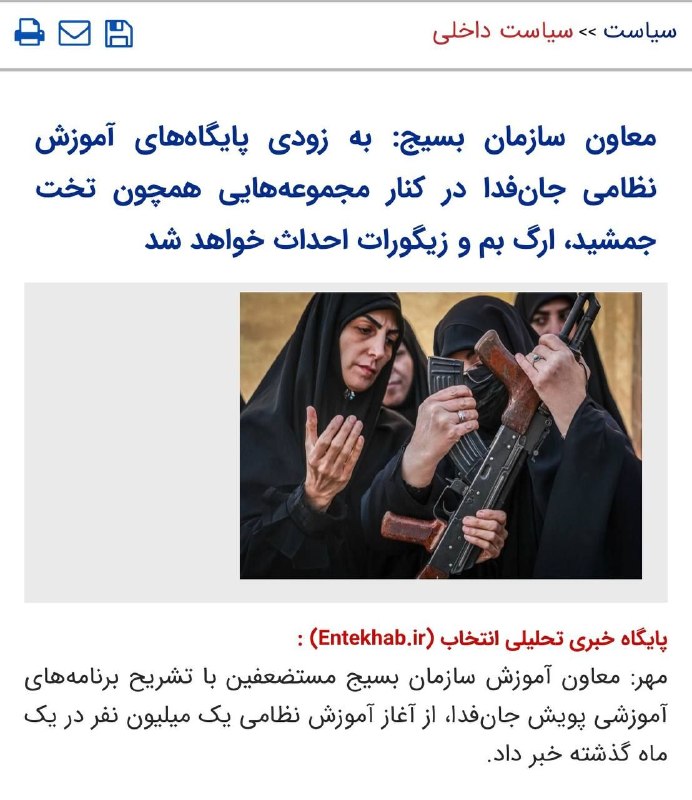 سیاست >> سیاست داخلی
معاون سازمان بسیج: به زودی پایگاه‌های آموزش
نظامی جان‌فدا در کنار مجموعه‌هایی همچون تخت
جمشید، ارگ بم و زیگورات احداث خواهد شد
پایگاه خبری تحلیلی انتخاب (Entekhab.ir) :
مهر: معاون آموزش سازمان بسیج مستضعفین با تشریح برنامه‌های
آموزشی پویش جان‌فدا، از آغاز آموزش نظامی یک میلیون نفر در یک
ماه گذشته خبر داد.